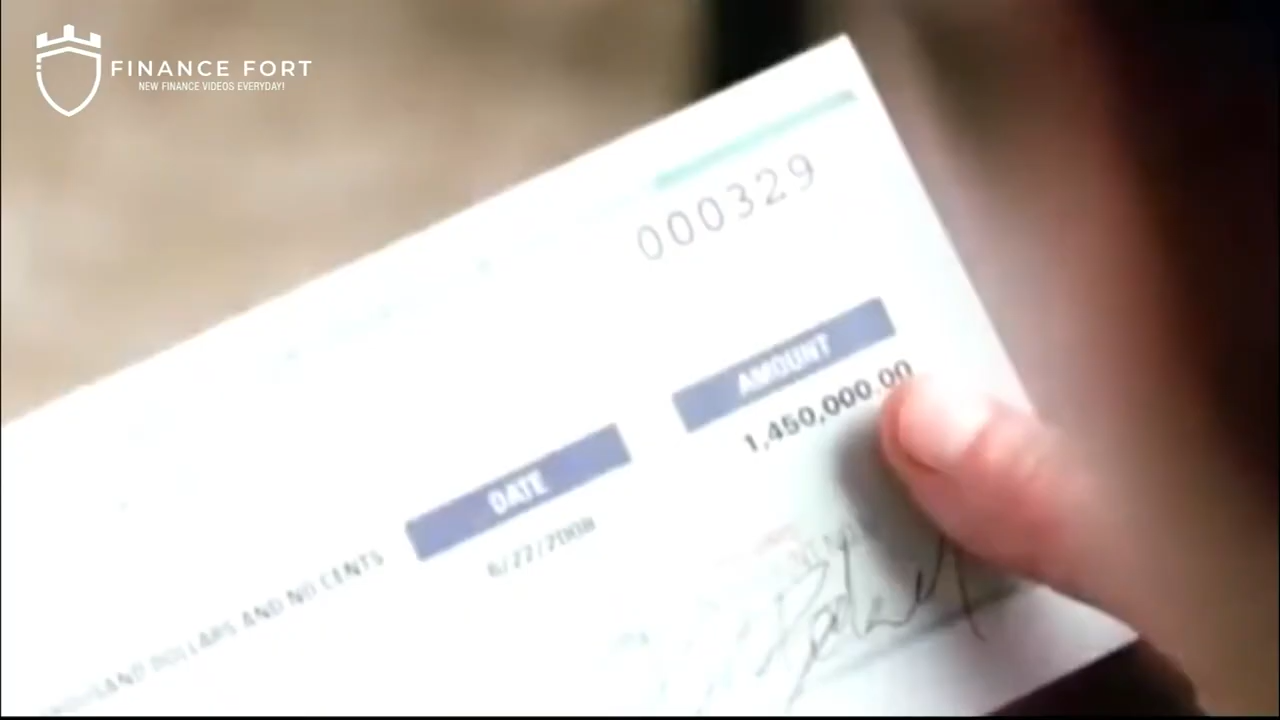 FINANCE FORT
NEW FINANCE VIDEOS EVERYDAY!
000329
AMOUNT
1,450,000.00
DATE
6/27/2008
THOUSAND DOLLARS AND NO CENTS